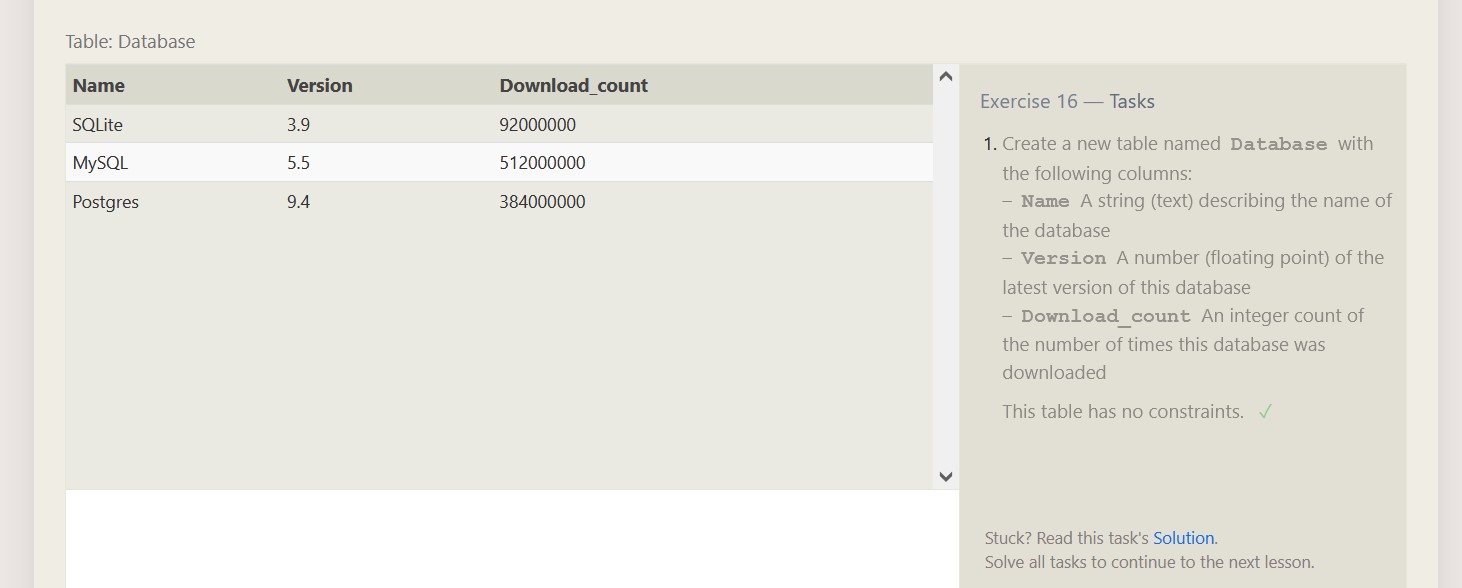 Table: Database
Name Version Download_count
SQLite 3.9 92000000
MySQL 5.5 512000000
Postgres 9.4 384000000
Exercise 16 — Tasks
1. Create a new table named Database with
the following columns:
– Name A string (text) describing the name of
the database
– Version A number (floating point) of the
latest version of this database
– Download_count An integer count of
the number of times this database was
downloaded
This table has no constraints. ✓
Stuck? Read this task's Solution.
Solve all tasks to continue to the next lesson.